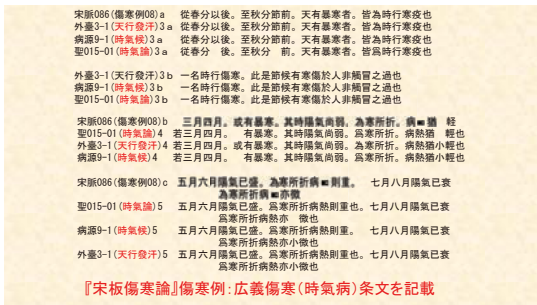 宋脈086(傷寒例08)a 從春分以後。至秋分節前。天有暴寒者。皆為時行寒疫也
外臺3-1(天行發汗)3a 從春分以後。至秋分節前。天有暴寒者。皆為時行寒疫也
病源9-1(時氣候)3a 從春分以後。至秋分節前。天有暴寒者。皆為時行寒疫也
聖015-01(時氣論)3a 從春分 後。至秋分 前。天有暴寒者。皆爲時行寒疫也
外臺3-1(天行發汗)3b 一名時行傷寒。此是節候有寒傷於人非觸冒之過也
病源9-1(時氣候)3b 一名時行傷寒。此是節候有寒傷於人非觸冒之過也
聖015-01(時氣論)3b 一名時行傷寒。此是節候有寒傷於人非觸冒之過也
宋脈086(傷寒例08)b 三月四月。或有暴寒。其時陽氣尚弱。為寒所折。病 猶 輕
聖015-01(時氣論)4 若三月四月。 有暴寒。其時陽氣尚弱。爲寒所折。病熱猶 輕也
外臺3-1(天行發汗)4 若三月四月。或有暴寒。其時陽氣尚弱。為寒所折。病熱猶小輕也
病源9-1(時氣候)4 若三月四月。 有暴寒。其時陽氣尚弱。為寒所折。病熱猶小輕也
宋脈086(傷寒例08)c 五月六月陽氣已盛。為寒所折病 則重。 七月八月陽氣已衰
為寒所折病 亦微
聖015-01(時氣論)5 五月六月陽氣已盛。爲寒所折病熱則重也。七月八月陽氣已衰
爲寒所折病熱亦 微也
病源9-1(時氣候)5 五月六月陽氣已盛。爲寒所折病熱則重。 七月八月陽氣已衰
爲寒所折病熱亦小微也
外臺3-1(天行發汗)5 五月六月陽氣已盛。爲寒所折病熱則重也。七月八月陽氣已衰
爲寒所折病熱亦小微也
『宋板傷寒論』傷寒例:広義傷寒(時氣病)条文を記載